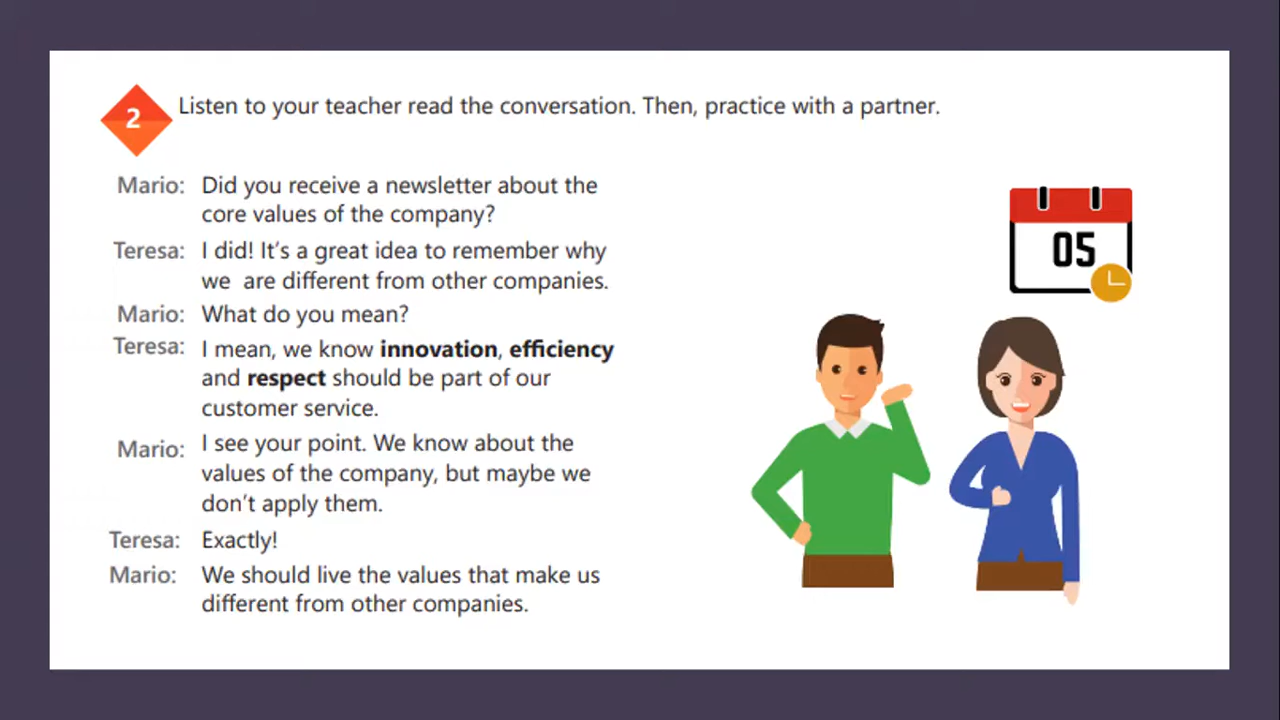 2
Listen to your teacher read the conversation. Then, practice with a partner.
Mario: Did you receive a newsletter about the
core values of the company?
Teresa: I did! It's a great idea to remember why
we are different from other companies.
Mario: What do you mean?
Teresa: I mean, we know innovation, efficiency
and respect should be part of our
customer service.
Mario: I see your point. We know about the
values of the company, but maybe we
don't apply them.
Teresa: Exactly!
Mario: We should live the values that make us
different from other companies.
05